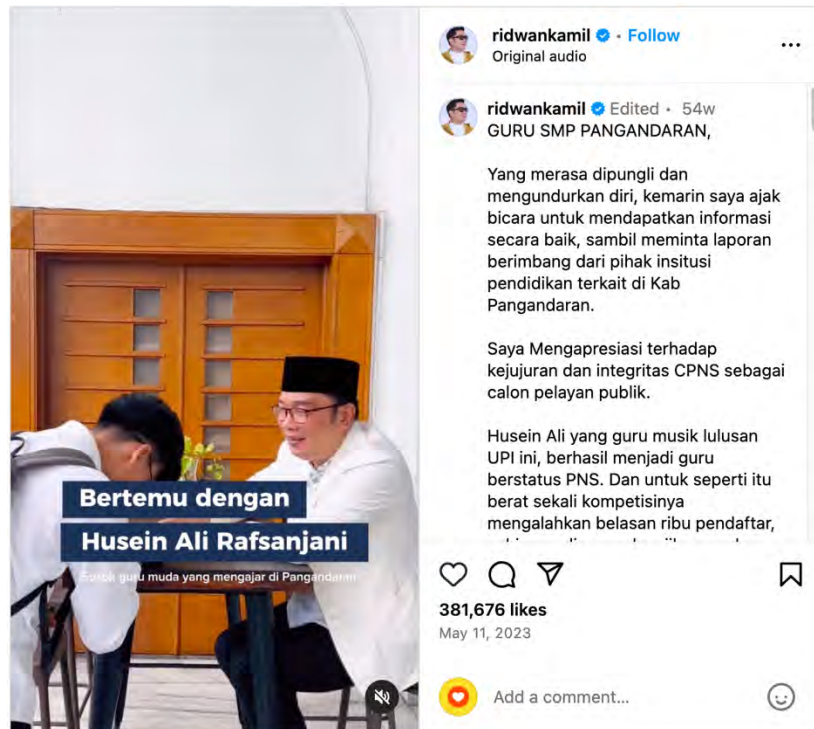 Bertemu dengan
Husein Ali Rafsanjani
Sosok guru muda yang mengajar di Pangandaran
ridwankamil · Follow
Original audio
...
ridwankamil Edited · 54w
GURU SMP PANGANDARAN,
Yang merasa dipungli dan
mengundurkan diri, kemarin saya ajak
bicara untuk mendapatkan informasi
secara baik, sambil meminta laporan
berimbang dari pihak insitusi
pendidikan terkait di Kab
Pangandaran.
Saya Mengapresiasi terhadap
kejujuran dan integritas CPNS sebagai
calon pelayan publik.
Husein Ali yang guru musik lulusan
UPI ini, berhasil menjadi guru
berstatus PNS. Dan untuk seperti itu
berat sekali kompetisinya
mengalahkan belasan ribu pendaftar,
381,676 likes
May 11, 2023
Add a comment...